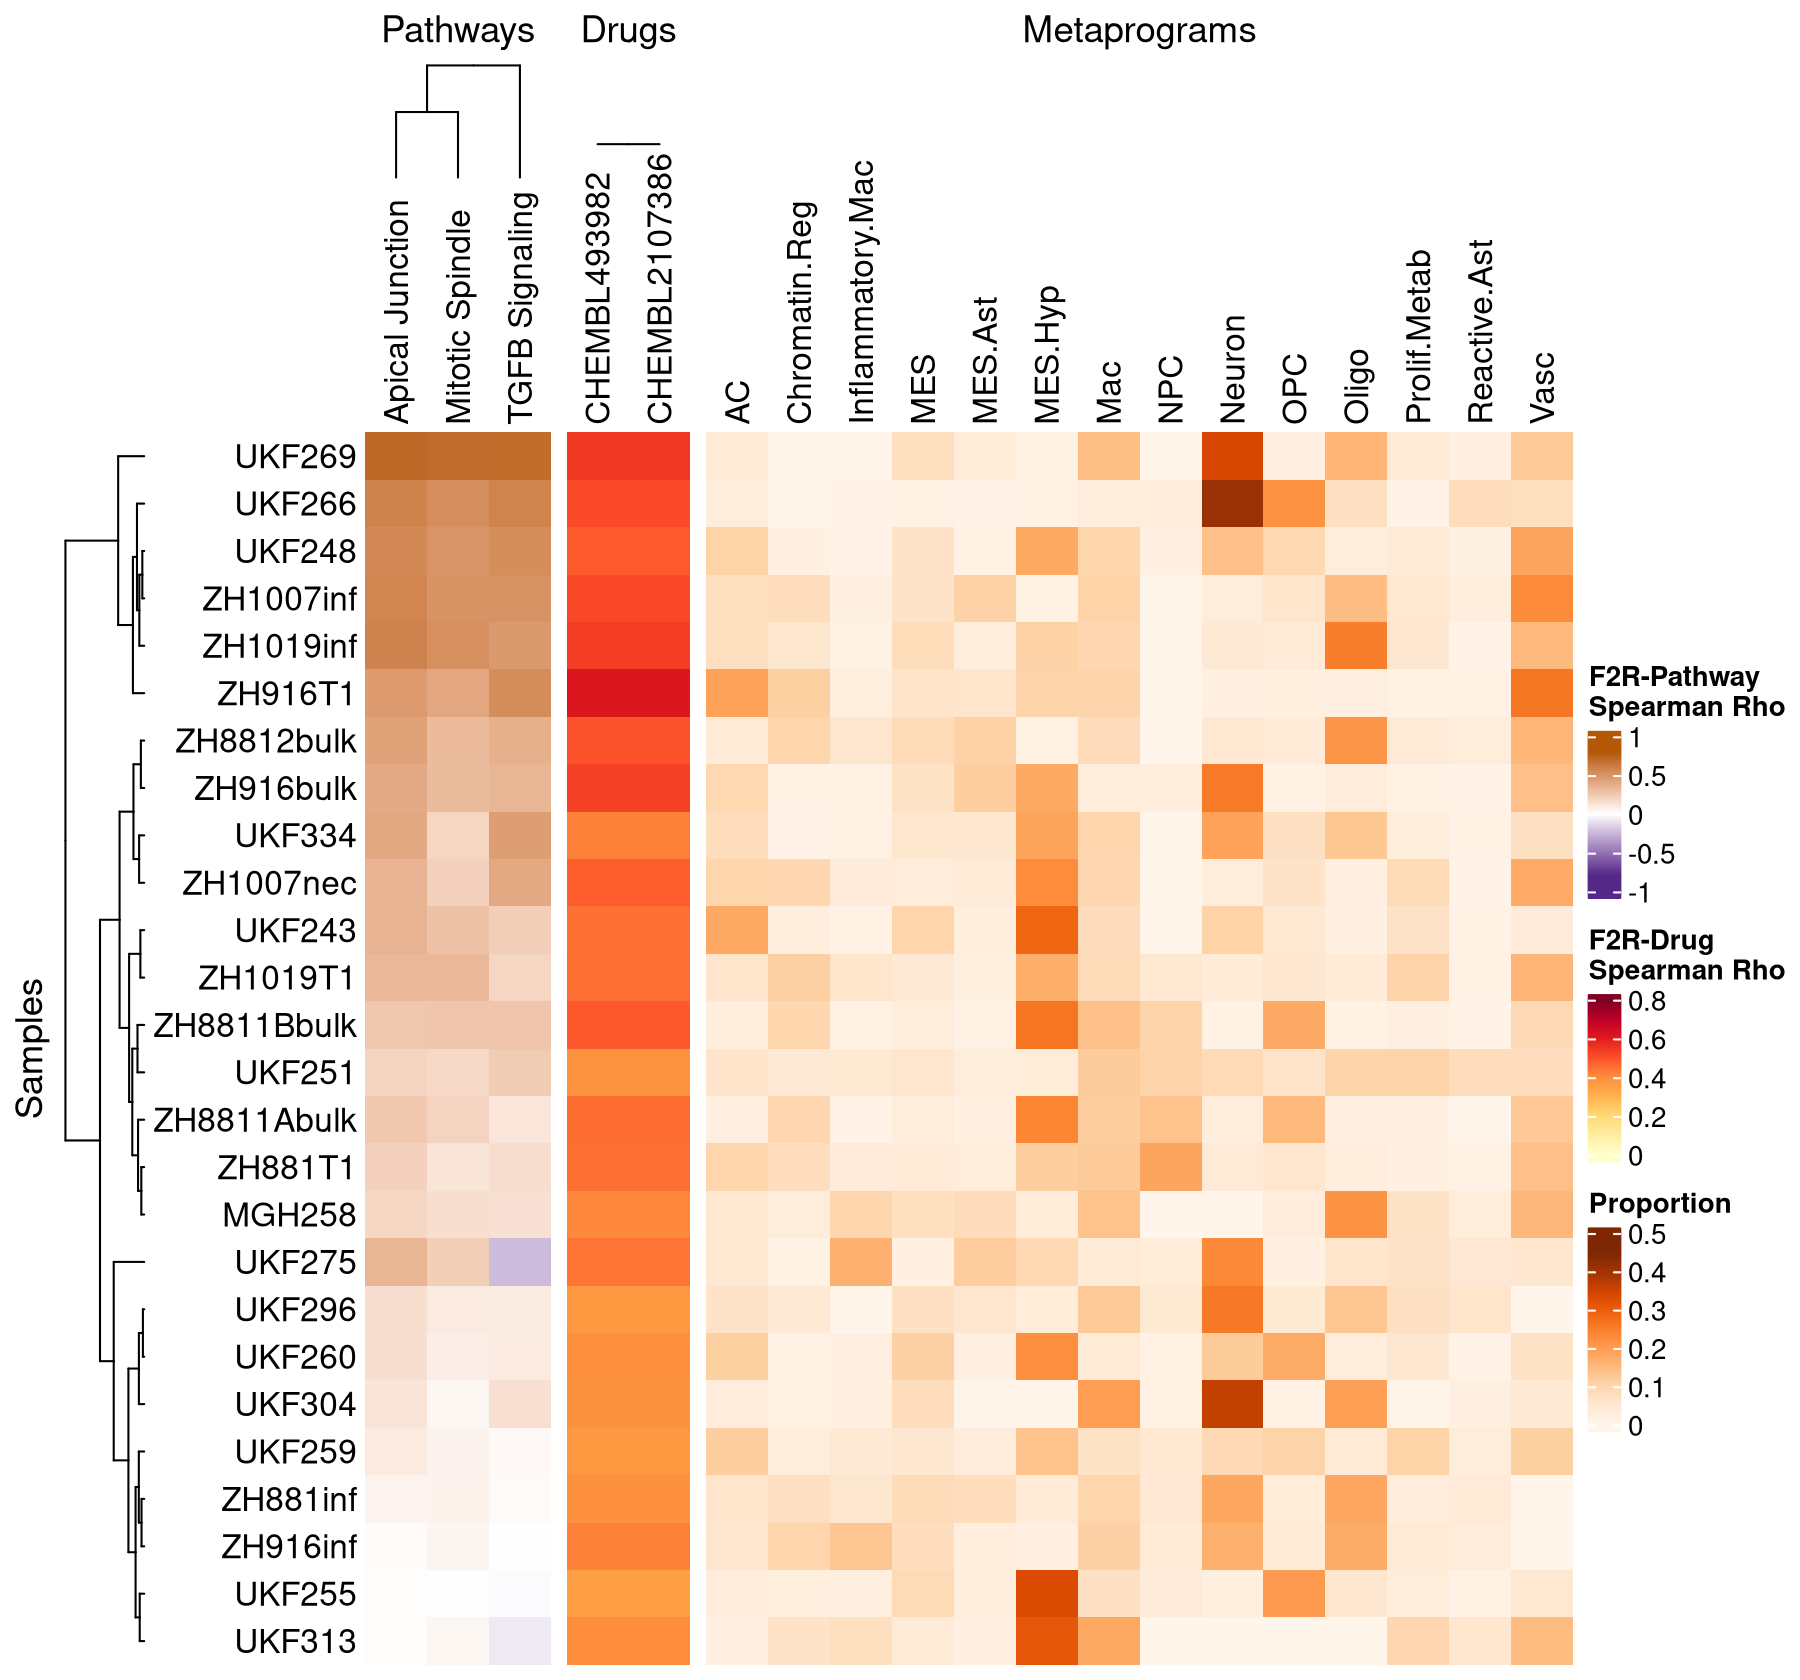 Pathways Drugs Metaprograms
Apical Junction
Mitotic Spindle
TGFB Signaling
CHEMBL493982
CHEMBL2107386
AC
Chromatin.Reg
Inflammatory.Mac
MES
MES.Ast
MES.Hyp
Mac
NPC
Neuron
OPC
Oligo
Prolif.Metab
Reactive.Ast
Vasc
Samples
UKF269
UKF266
UKF248
ZH1007inf
ZH1019inf
ZH916T1
ZH8812bulk
ZH916bulk
UKF334
ZH1007nec
UKF243
ZH1019T1
ZH8811Bbulk
UKF251
ZH8811Abulk
ZH881T1
MGH258
UKF275
UKF296
UKF260
UKF304
UKF259
ZH881inf
ZH916inf
UKF255
UKF313
F2R-Pathway
Spearman Rho
1
0.5
0
-0.5
-1
F2R-Drug
Spearman Rho
0.8
0.6
0.4
0.2
0
Proportion
0.5
0.4
0.3
0.2
0.1
0